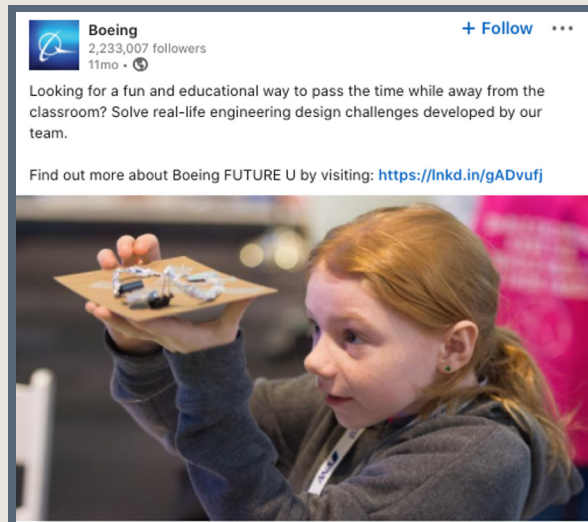 Boeing
+ Follow
2,233,007 followers
11mo •
Looking for a fun and educational way to pass the time while away from the
classroom? Solve real-life engineering design challenges developed by our
team.
Find out more about Boeing FUTURE U by visiting: https://lnkd.in/gADvufj
ANA